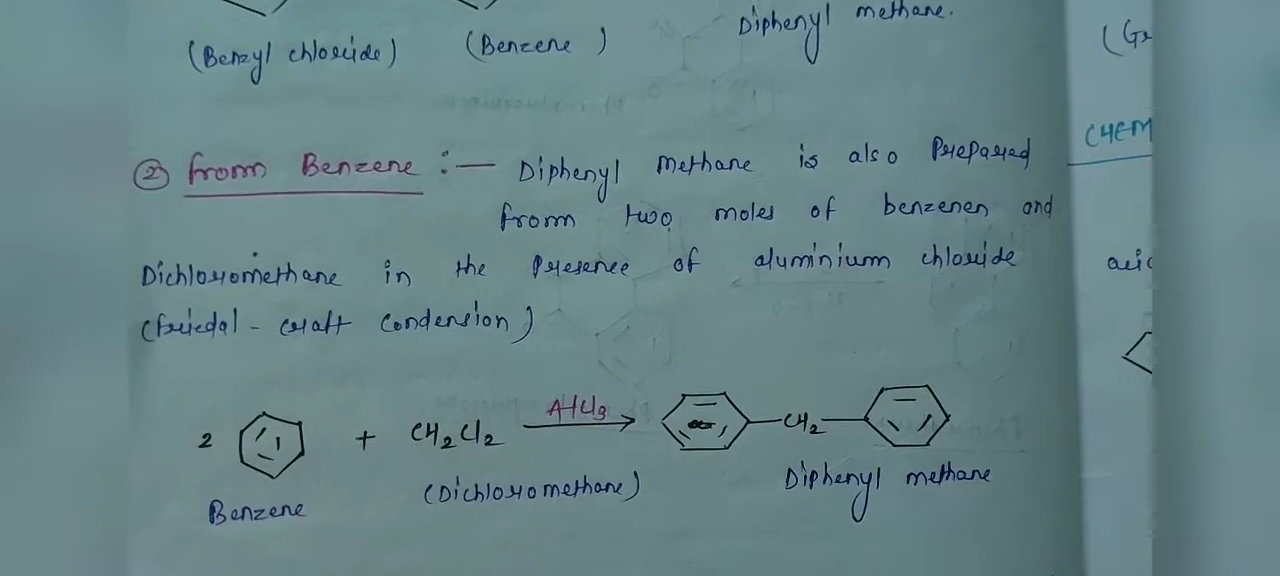 (Benzyl chloride) (Benzene) Diphenyl methane.
② from Benzene :— Diphenyl methane is also Prepared
from two moles of benzenen and
Dichloromethane in the Presence of aluminium chloride
(friedal - craft Condension)
2 + CH₂Cl₂ AlCl₃ CH₂
Benzene (Dichloromethane) Diphenyl methane
CHEM